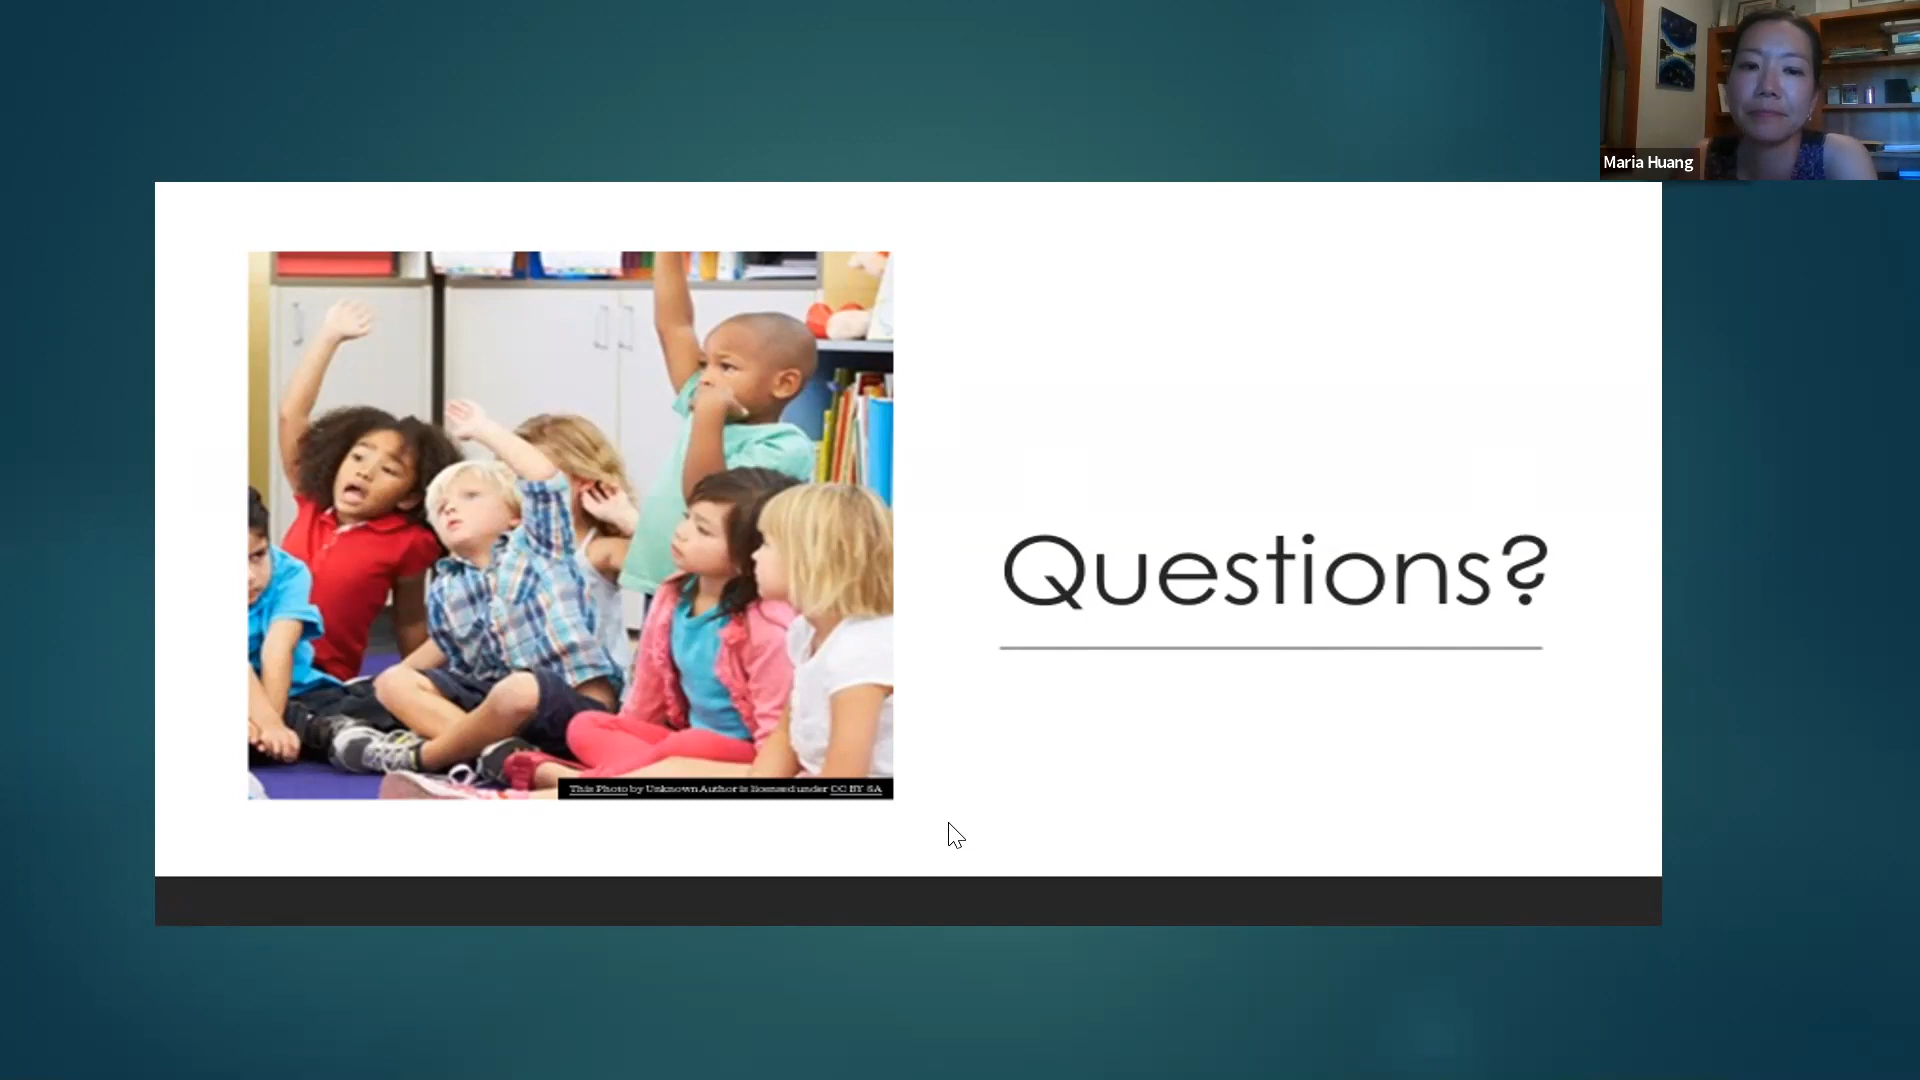 Maria Huang
Questions?
This Photo by Unknown Author is licensed under CC BY SA